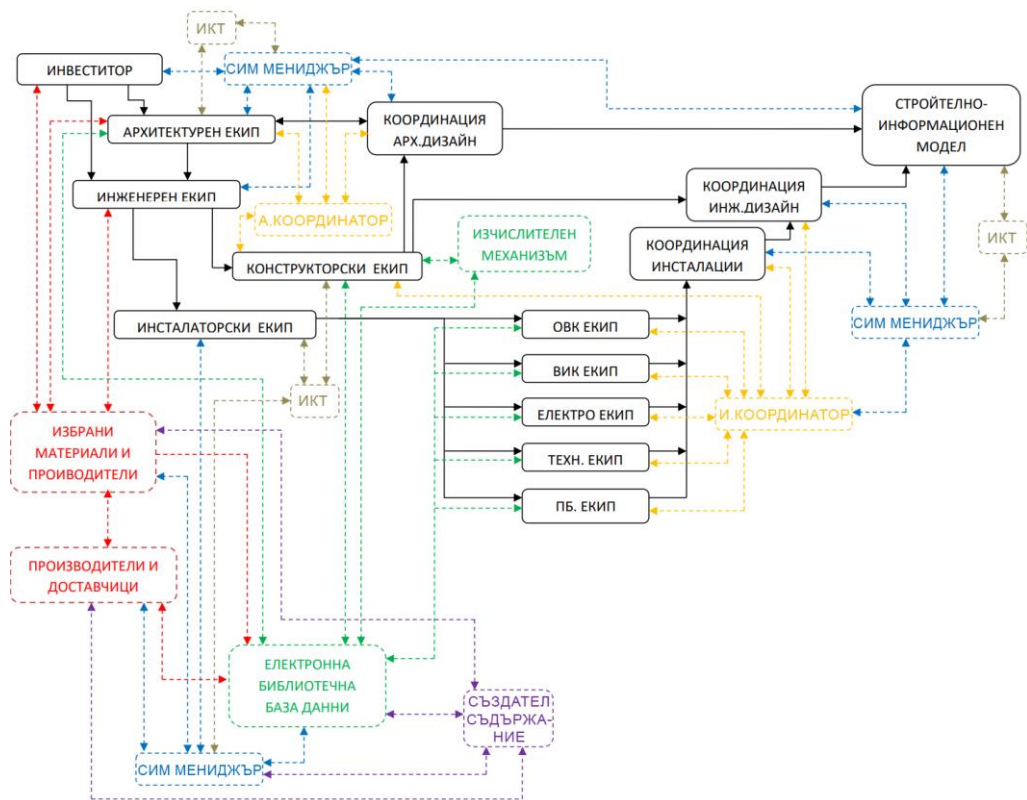 ИКТ
ИНВЕСТИТОР
СИМ МЕНИДЖЪР
АРХИТЕКТУРЕН ЕКИП
КООРДИНАЦИЯ
АРХ.ДИЗАЙН
СТРОЙТЕЛНО-
ИНФОРМАЦИОНЕН
МОДЕЛ
ИНЖЕНЕРЕН ЕКИП
КООРДИНАЦИЯ
ИНЖ.ДИЗАЙН
А.КООРДИНАТОР
ИЗЧИСЛИТЕЛЕН
МЕХАНИЗЪМ
ИКТ
КООРДИНАЦИЯ
ИНСТАЛАЦИИ
КОНСТРУКТОРСКИ ЕКИП
ИНСТАЛАТОРСКИ ЕКИП
ОВК ЕКИП
СИМ МЕНИДЖЪР
ВИК ЕКИП
ИКТ
ЕЛЕКТРО ЕКИП
И.КООРДИНАТОР
ИЗБРАНИ
МАТЕРИАЛИ И
ПРОИВОДИТЕЛИ
ТЕХН. ЕКИП
ПБ. ЕКИП
ПРОИЗВОДИТЕЛИ И
ДОСТАВЧИЦИ
ЕЛЕКТРОННА
БИБЛИОТЕЧНА
БАЗА ДАННИ
СЪЗДАТЕЛ
СЪДЪРЖА-
НИЕ
СИМ МЕНИДЖЪР